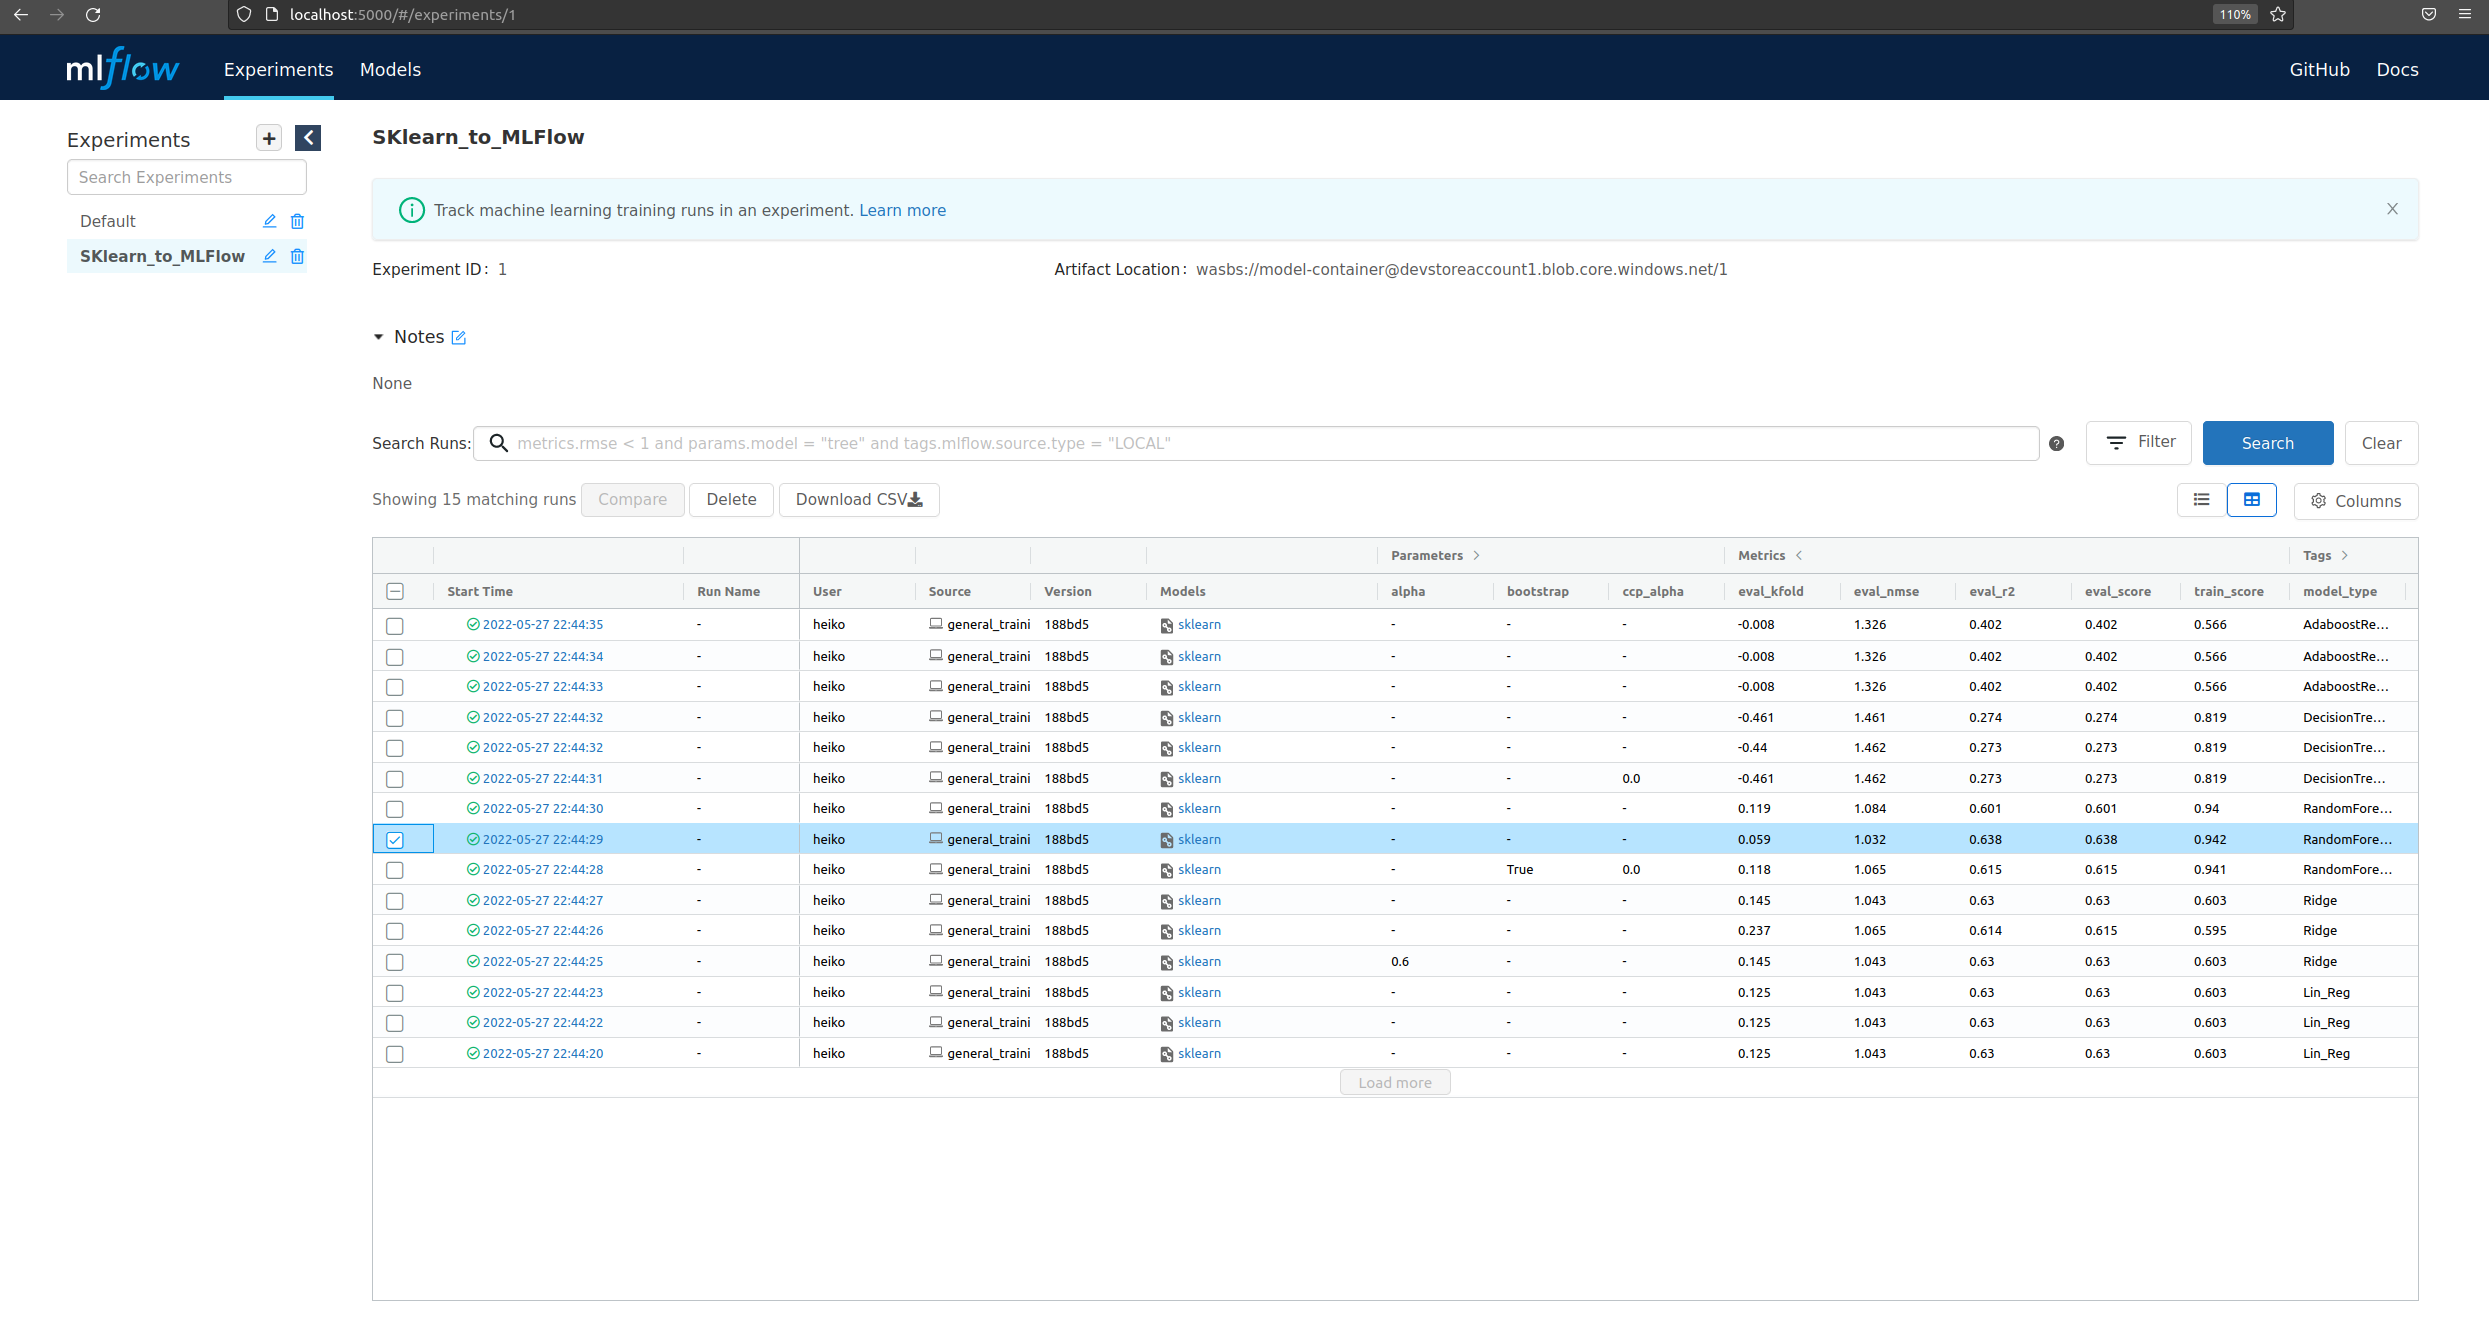 localhost:5000/#/experiments/1 110%
mlflow Experiments Models GitHub Docs
Experiments +
Search Experiments
Default
SKlearn_to_MLFlow
SKlearn_to_MLFlow
Track machine learning training runs in an experiment. Learn more
Experiment ID: 1 Artifact Location: wasbs://model-container@devstoreaccount1.blob.core.windows.net/1
Notes
None
Search Runs: metrics.rmse < 1 and params.model = "tree" and tags.mlflow.source.type = "LOCAL" ? Filter Search Clear
Showing 15 matching runs Compare Delete Download CSV Columns
Parameters > Metrics < Tags >
Start Time Run Name User Source Version Models alpha bootstrap ccp_alpha eval_kfold eval_nmse eval_r2 eval_score train_score model_type
2022-05-27 22:44:35 - heiko general_traini 188bd5 sklearn - - - -0.008 1.326 0.402 0.402 0.566 AdaboostRe...
2022-05-27 22:44:34 - heiko general_traini 188bd5 sklearn - - - -0.008 1.326 0.402 0.402 0.566 AdaboostRe...
2022-05-27 22:44:33 - heiko general_traini 188bd5 sklearn - - - -0.008 1.326 0.402 0.402 0.566 AdaboostRe...
2022-05-27 22:44:32 - heiko general_traini 188bd5 sklearn - - - -0.461 1.461 0.274 0.274 0.819 DecisionTre...
2022-05-27 22:44:32 - heiko general_traini 188bd5 sklearn - - - -0.44 1.462 0.273 0.273 0.819 DecisionTre...
2022-05-27 22:44:31 - heiko general_traini 188bd5 sklearn - - 0.0 -0.461 1.462 0.273 0.273 0.819 DecisionTre...
2022-05-27 22:44:30 - heiko general_traini 188bd5 sklearn - - - 0.119 1.084 0.601 0.601 0.94 RandomFore...
2022-05-27 22:44:29 - heiko general_traini 188bd5 sklearn - - - 0.059 1.032 0.638 0.638 0.942 RandomFore...
2022-05-27 22:44:28 - heiko general_traini 188bd5 sklearn - True 0.0 0.118 1.065 0.615 0.615 0.941 RandomFore...
2022-05-27 22:44:27 - heiko general_traini 188bd5 sklearn - - - 0.145 1.043 0.63 0.63 0.603 Ridge
2022-05-27 22:44:26 - heiko general_traini 188bd5 sklearn - - - 0.237 1.065 0.614 0.615 0.595 Ridge
2022-05-27 22:44:25 - heiko general_traini 188bd5 sklearn 0.6 - - 0.145 1.043 0.63 0.63 0.603 Ridge
2022-05-27 22:44:23 - heiko general_traini 188bd5 sklearn - - - 0.125 1.043 0.63 0.63 0.603 Lin_Reg
2022-05-27 22:44:22 - heiko general_traini 188bd5 sklearn - - - 0.125 1.043 0.63 0.63 0.603 Lin_Reg
2022-05-27 22:44:20 - heiko general_traini 188bd5 sklearn - - - 0.125 1.043 0.63 0.63 0.603 Lin_Reg
Load more